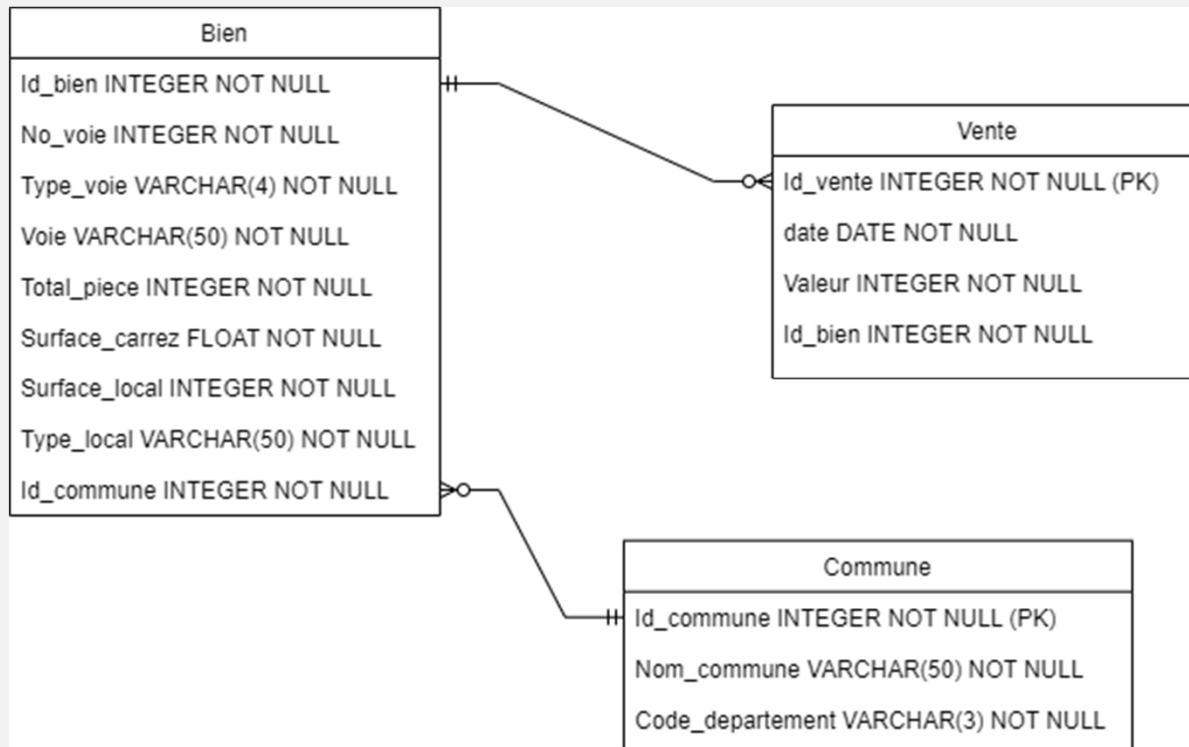 Bien
Id_bien INTEGER NOT NULL
No_voie INTEGER NOT NULL
Type_voie VARCHAR(4) NOT NULL
Voie VARCHAR(50) NOT NULL
Total_piece INTEGER NOT NULL
Surface_carrez FLOAT NOT NULL
Surface_local INTEGER NOT NULL
Type_local VARCHAR(50) NOT NULL
Id_commune INTEGER NOT NULL
Vente
Id_vente INTEGER NOT NULL (PK)
date DATE NOT NULL
Valeur INTEGER NOT NULL
Id_bien INTEGER NOT NULL
Commune
Id_commune INTEGER NOT NULL (PK)
Nom_commune VARCHAR(50) NOT NULL
Code_departement VARCHAR(3) NOT NULL